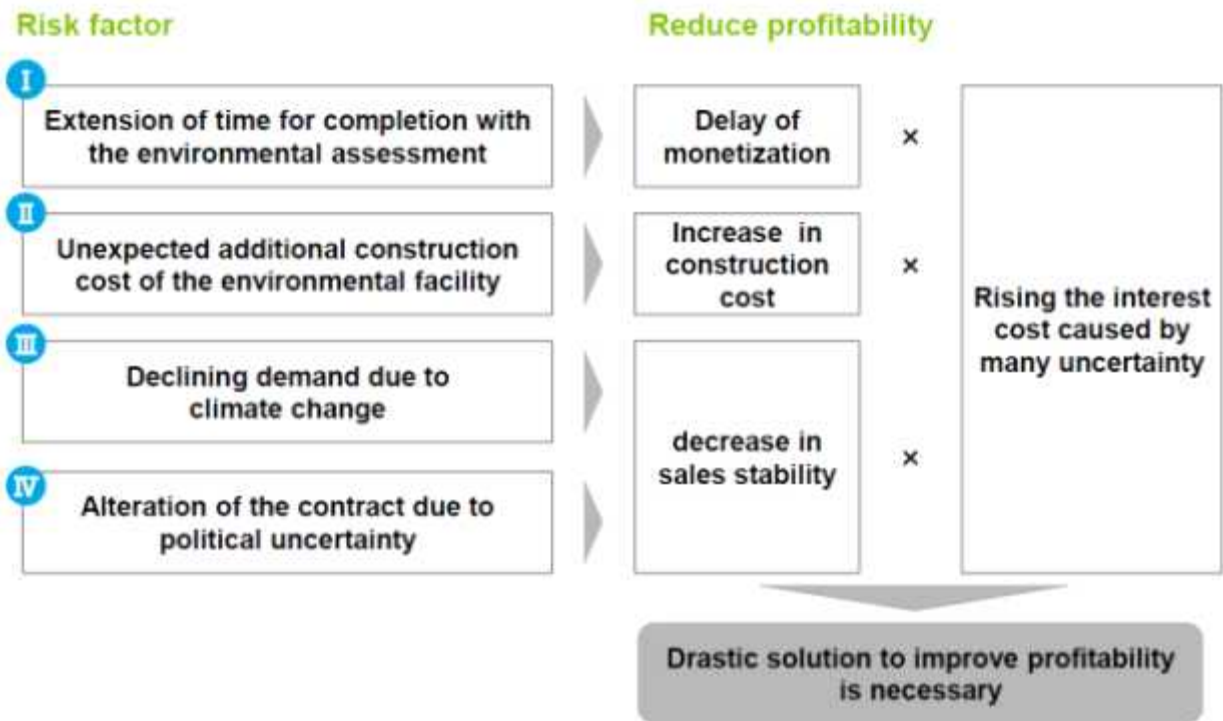 Risk factor
Reduce profitability
I
Extension of time for completion with
the environmental assessment
Delay of
monetization
×
II
Unexpected additional construction
cost of the environmental facility
Increase in
construction
cost
×
III
Declining demand due to
climate change
IV
Alteration of the contract due to
political uncertainty
decrease in
sales stability
×
Rising the interest
cost caused by
many uncertainty
Drastic solution to improve profitability
is necessary